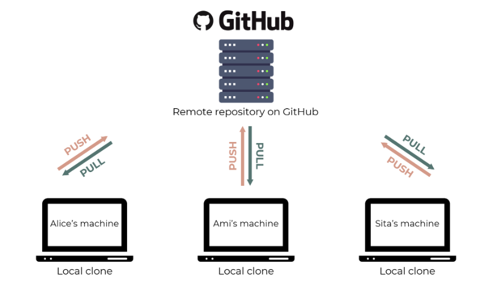 GitHub
Remote repository on GitHub
PUSH
PULL
PUSH
PULL
PULL
PUSH
Alice's machine
Ami's machine
Sita's machine
Local clone
Local clone
Local clone